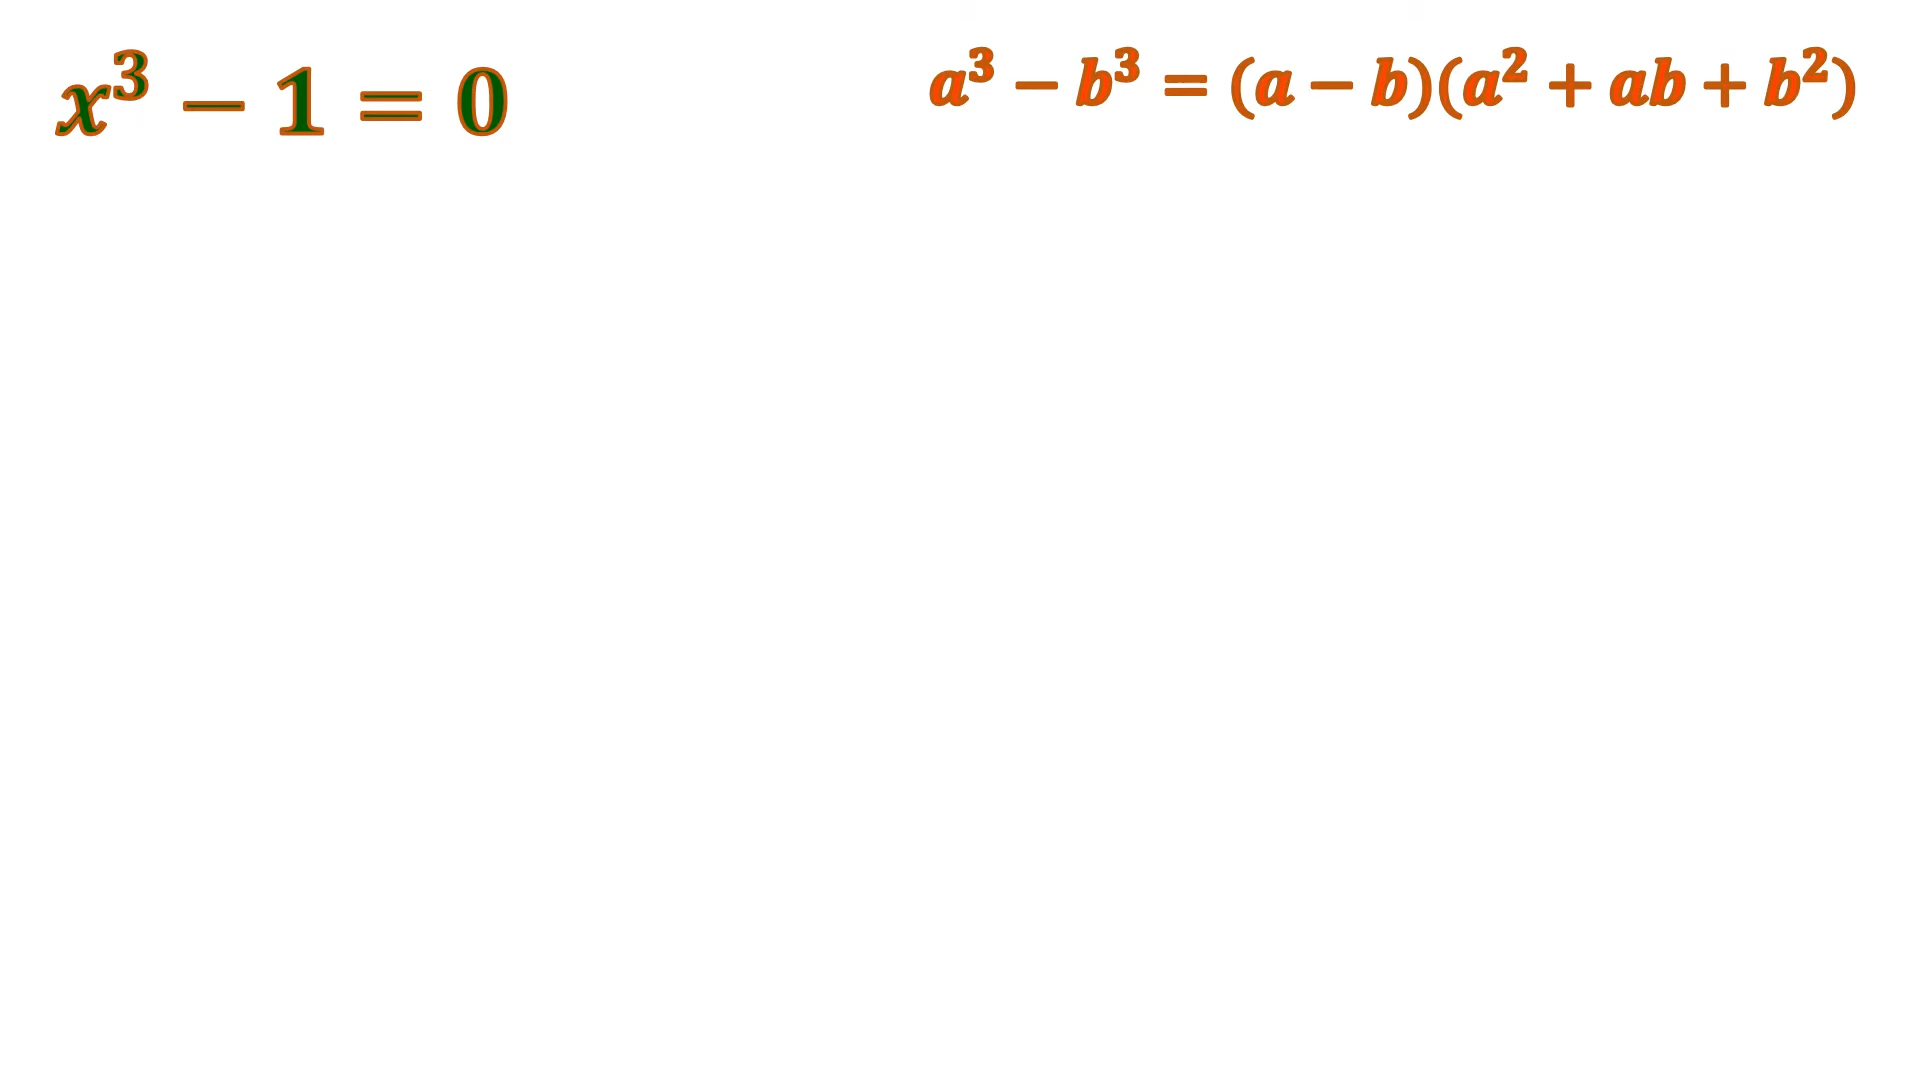 x³ − 1 = 0
a³ − b³ = (a − b)(a² + ab + b²)